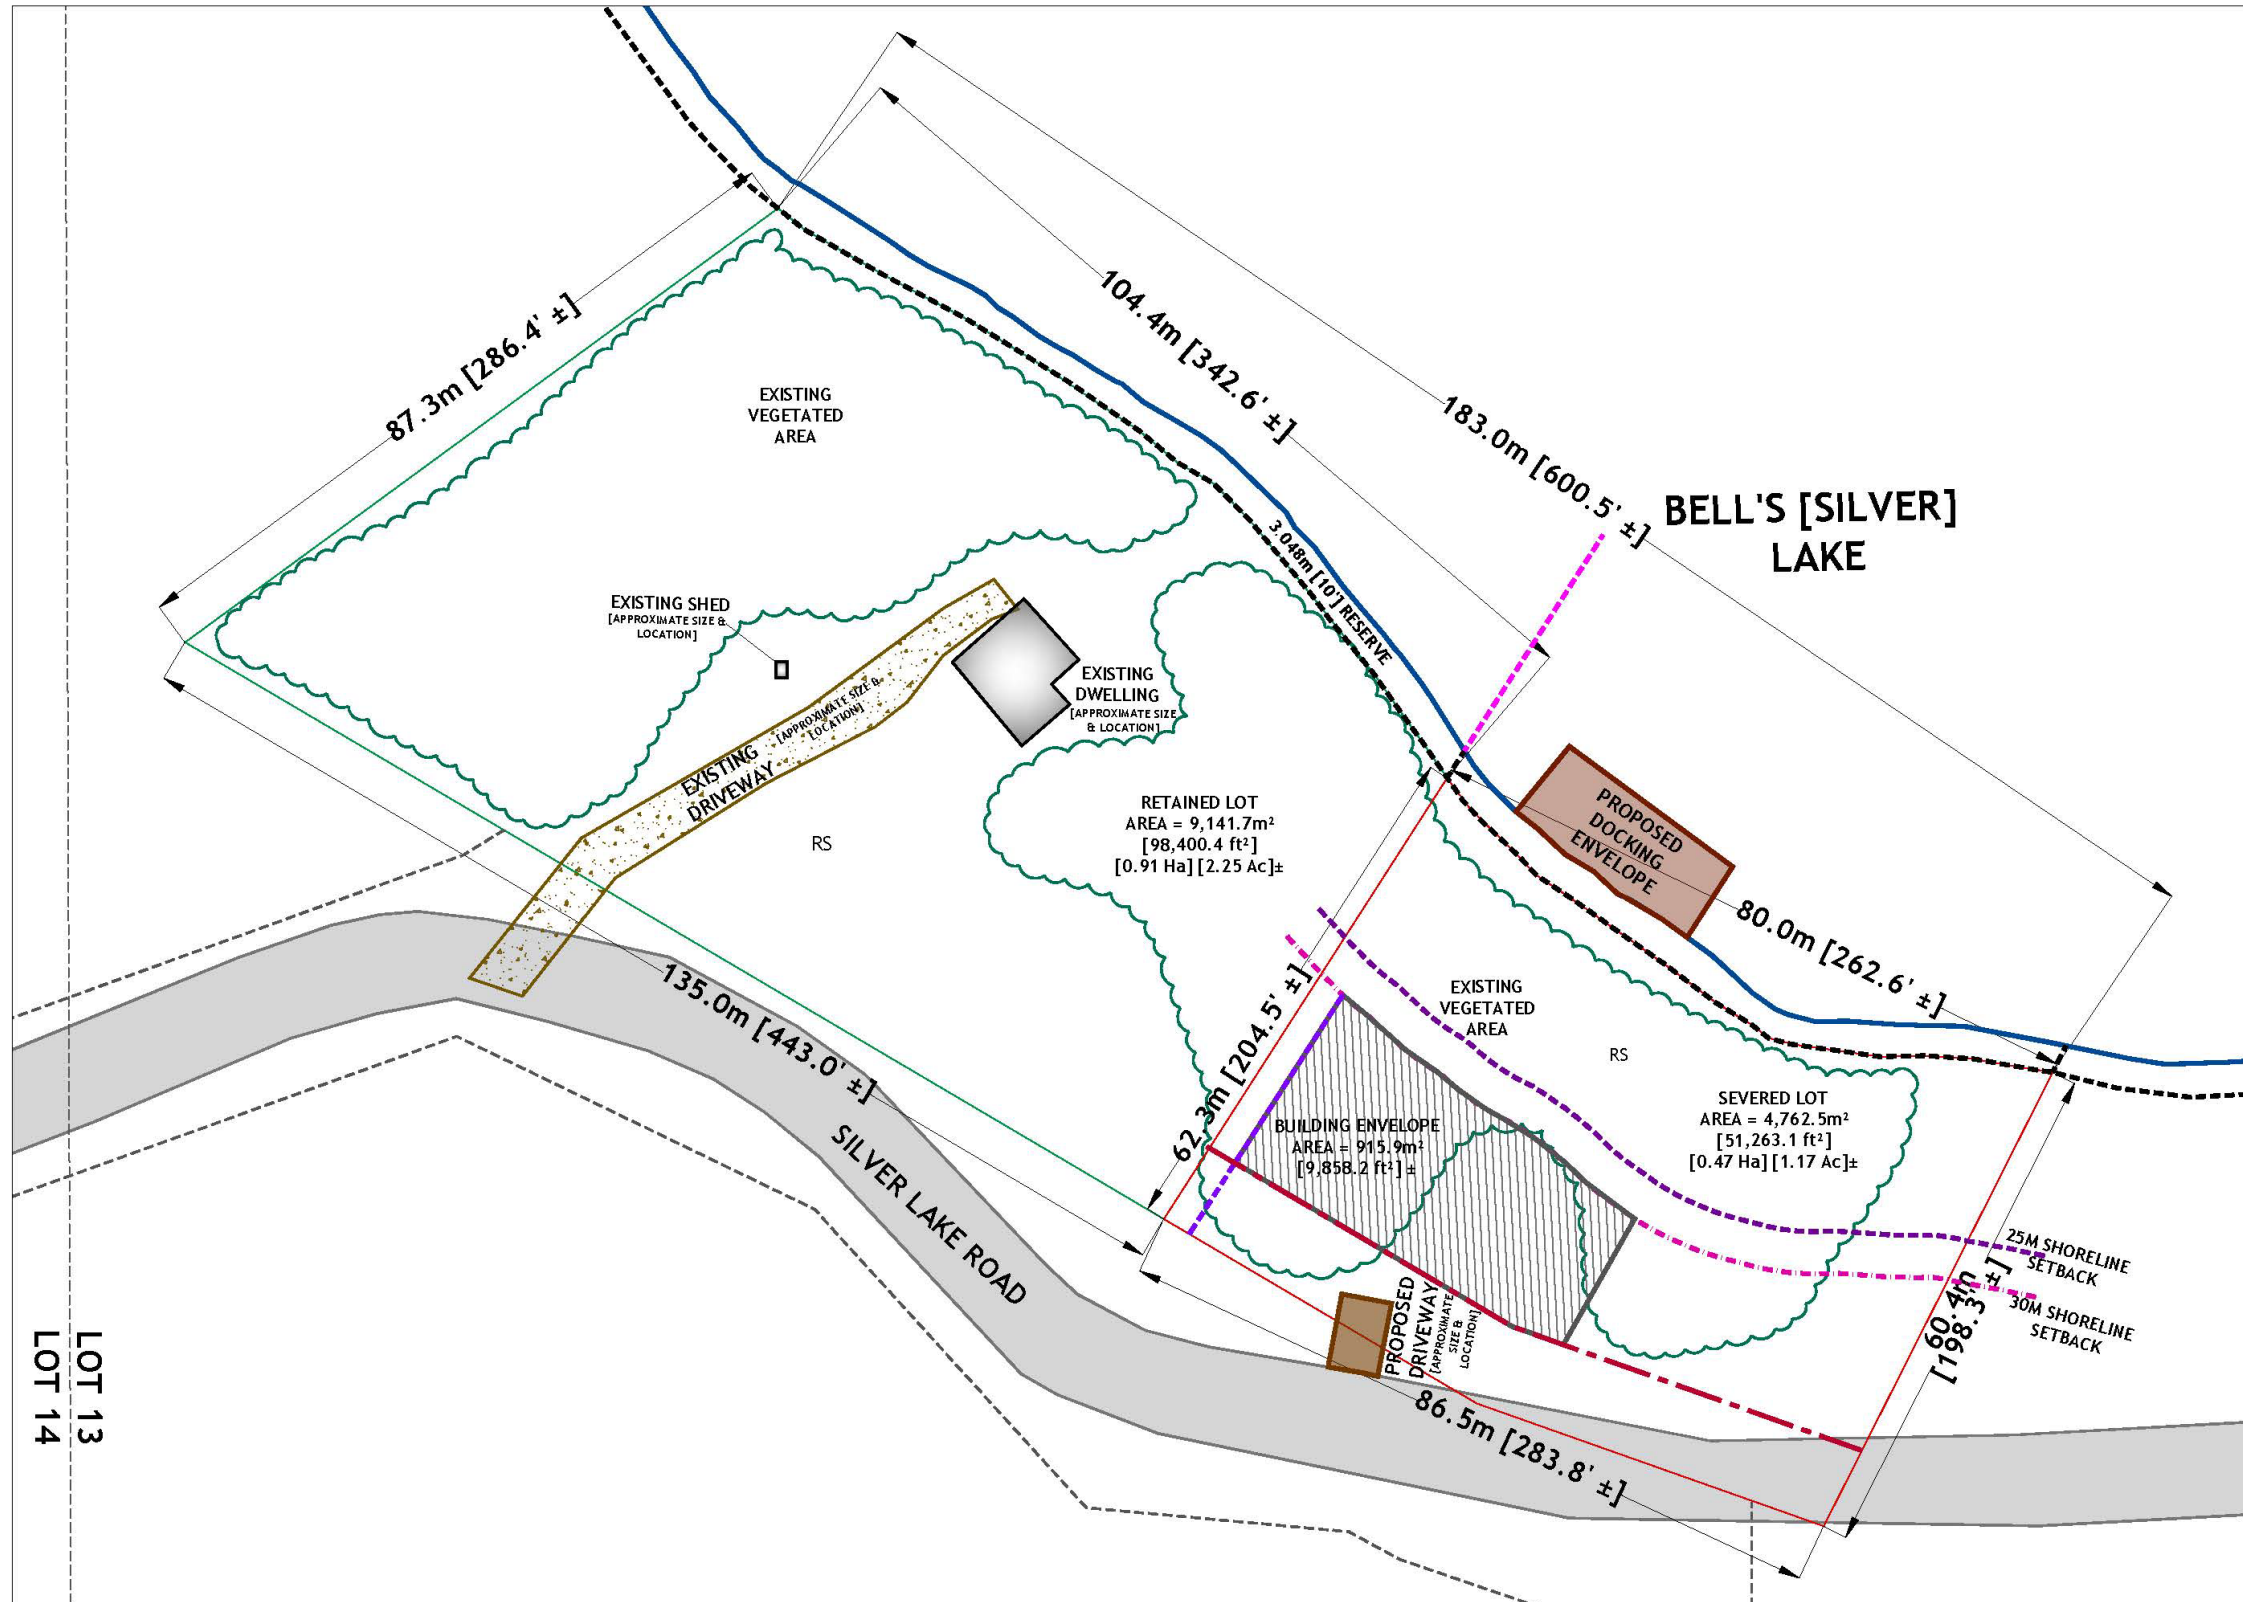 87.3m [286.4' ±]
104.4m [342.6' ±]
183.0m [600.5' ±]
BELL'S [SILVER]
LAKE
EXISTING
VEGETATED
AREA
3.048m [10'] RESERVE
EXISTING SHED
[APPROXIMATE SIZE &
LOCATION]
EXISTING
DWELLING
[APPROXIMATE SIZE
& LOCATION]
EXISTING
DRIVEWAY
[APPROXIMATE SIZE &
LOCATION]
RS
RETAINED LOT
AREA = 9,141.7m²
[98,400.4 ft²]
[0.91 Ha] [2.25 Ac]±
PROPOSED
DOCKING
ENVELOPE
80.0m [262.6' ±]
135.0m [443.0' ±]
62.3m [204.5' ±]
EXISTING
VEGETATED
AREA
RS
SEVERED LOT
AREA = 4,762.5m²
[51,263.1 ft²]
[0.47 Ha] [1.17 Ac]±
BUILDING ENVELOPE
AREA = 915.9m²
[9,858.2 ft²] ±
SILVER LAKE ROAD
25M SHORELINE
SETBACK
30M SHORELINE
SETBACK
60.4m
[198.3' ±]
PROPOSED
DRIVEWAY
[APPROXIMATE
SIZE &
LOCATION]
86.5m [283.8' ±]
LOT 13
LOT 14